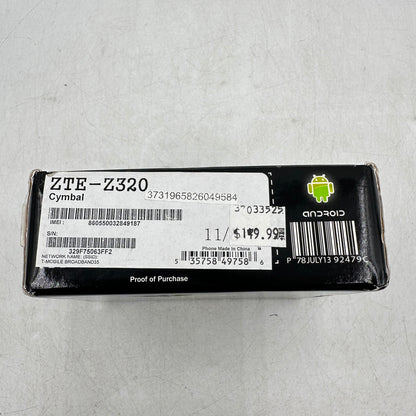 ZTE-Z320
Cymbal
3731965826049584
IMEI :
860550032849187
S/N:
329F75063FF2
NETWORK NAME: (SSID):
T-MOBILE BROADBAND35
11/
$149.99
Phone Made In China
5 35758 49758 6
Proof of Purchase
ANDROID
P 78JULY13 92479C